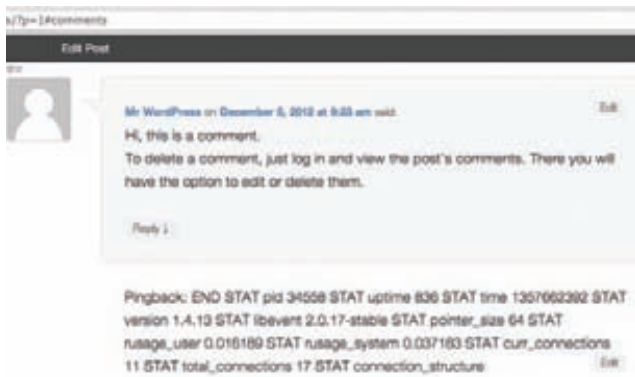 s/?p=1#comments
Edit Post
Mr WordPress on December 5, 2012 at 9:23 am said:
Edit
Hi, this is a comment.
To delete a comment, just log in and view the post's comments. There you will
have the option to edit or delete them.
Reply ↓
Pingback: END STAT pid 34558 STAT uptime 836 STAT time 1357662392 STAT
version 1.4.13 STAT libevent 2.0.17-stable STAT pointer_size 64 STAT
rusage_user 0.016189 STAT rusage_system 0.037163 STAT curr_connections
11 STAT total_connections 17 STAT connection_structure
Edit